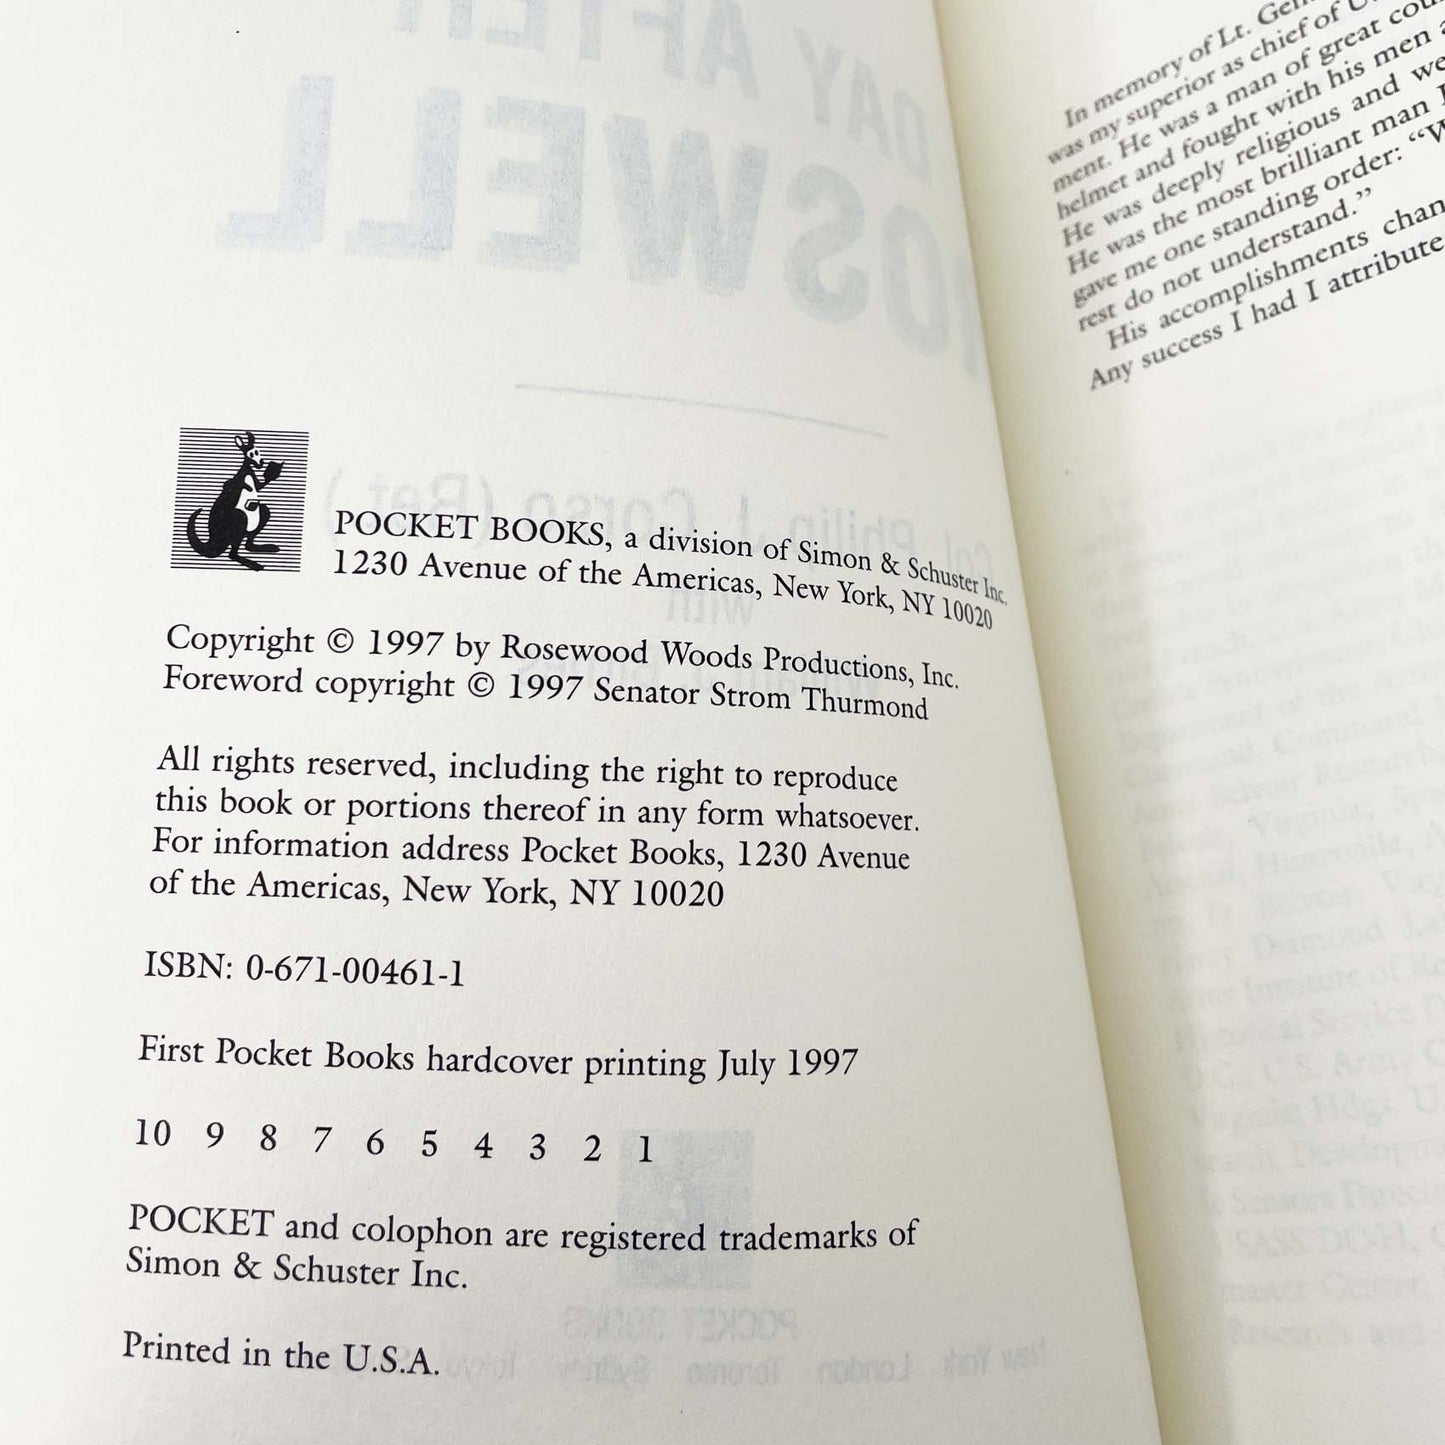 POCKET BOOKS, a division of Simon & Schuster Inc.
1230 Avenue of the Americas, New York, NY 10020
Copyright © 1997 by Rosewood Woods Productions, Inc.
Foreword copyright © 1997 Senator Strom Thurmond
All rights reserved, including the right to reproduce
this book or portions thereof in any form whatsoever.
For information address Pocket Books, 1230 Avenue
of the Americas, New York, NY 10020
ISBN: 0-671-00461-1
First Pocket Books hardcover printing July 1997
10 9 8 7 6 5 4 3 2 1
POCKET and colophon are registered trademarks of
Simon & Schuster Inc.
Printed in the U.S.A.
In memory of Lt. Gen.
was my superior as chief of
ment. He was a man of great
helmet and fought with his men
He was deeply religious and
He was the most brilliant man I
gave me one standing order:
rest do not understand."
His accomplishments
Any success I had I attribute